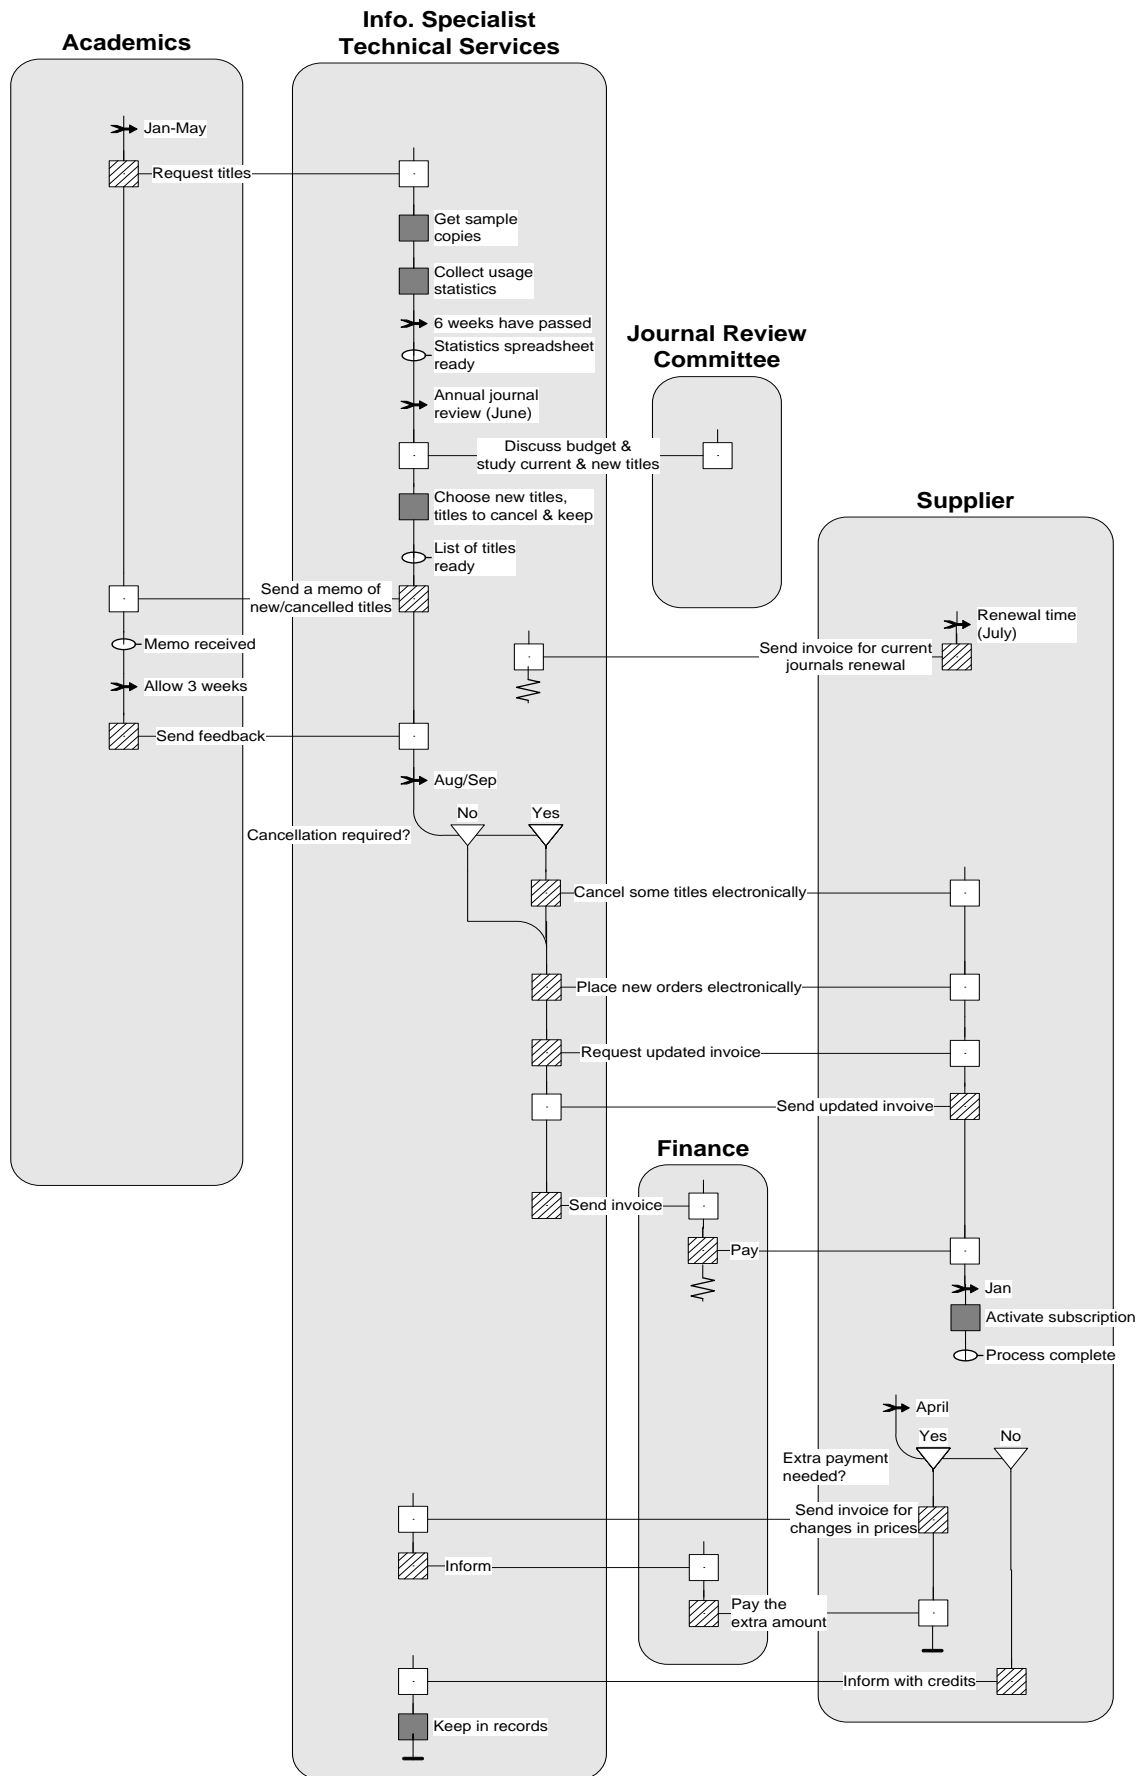 Info. Specialist
Technical Services
Academics
Jan-May
Request titles
Get sample
copies
Collect usage
statistics
6 weeks have passed
Statistics spreadsheet
ready
Journal Review
Committee
Annual journal
review (June)
Discuss budget &
study current & new titles
Choose new titles,
titles to cancel & keep
Supplier
List of titles
ready
Send a memo of
new/cancelled titles
Renewal time
(July)
Memo received
Send invoice for current
journals renewal
Allow 3 weeks
Send feedback
Aug/Sep
No
Yes
Cancellation required?
Cancel some titles electronically
Place new orders electronically
Request updated invoice
Send updated invoive
Finance
Send invoice
Pay
Jan
Activate subscription
Process complete
April
Yes
No
Extra payment
needed?
Send invoice for
changes in prices
Inform
Pay the
extra amount
Inform with credits
Keep in records